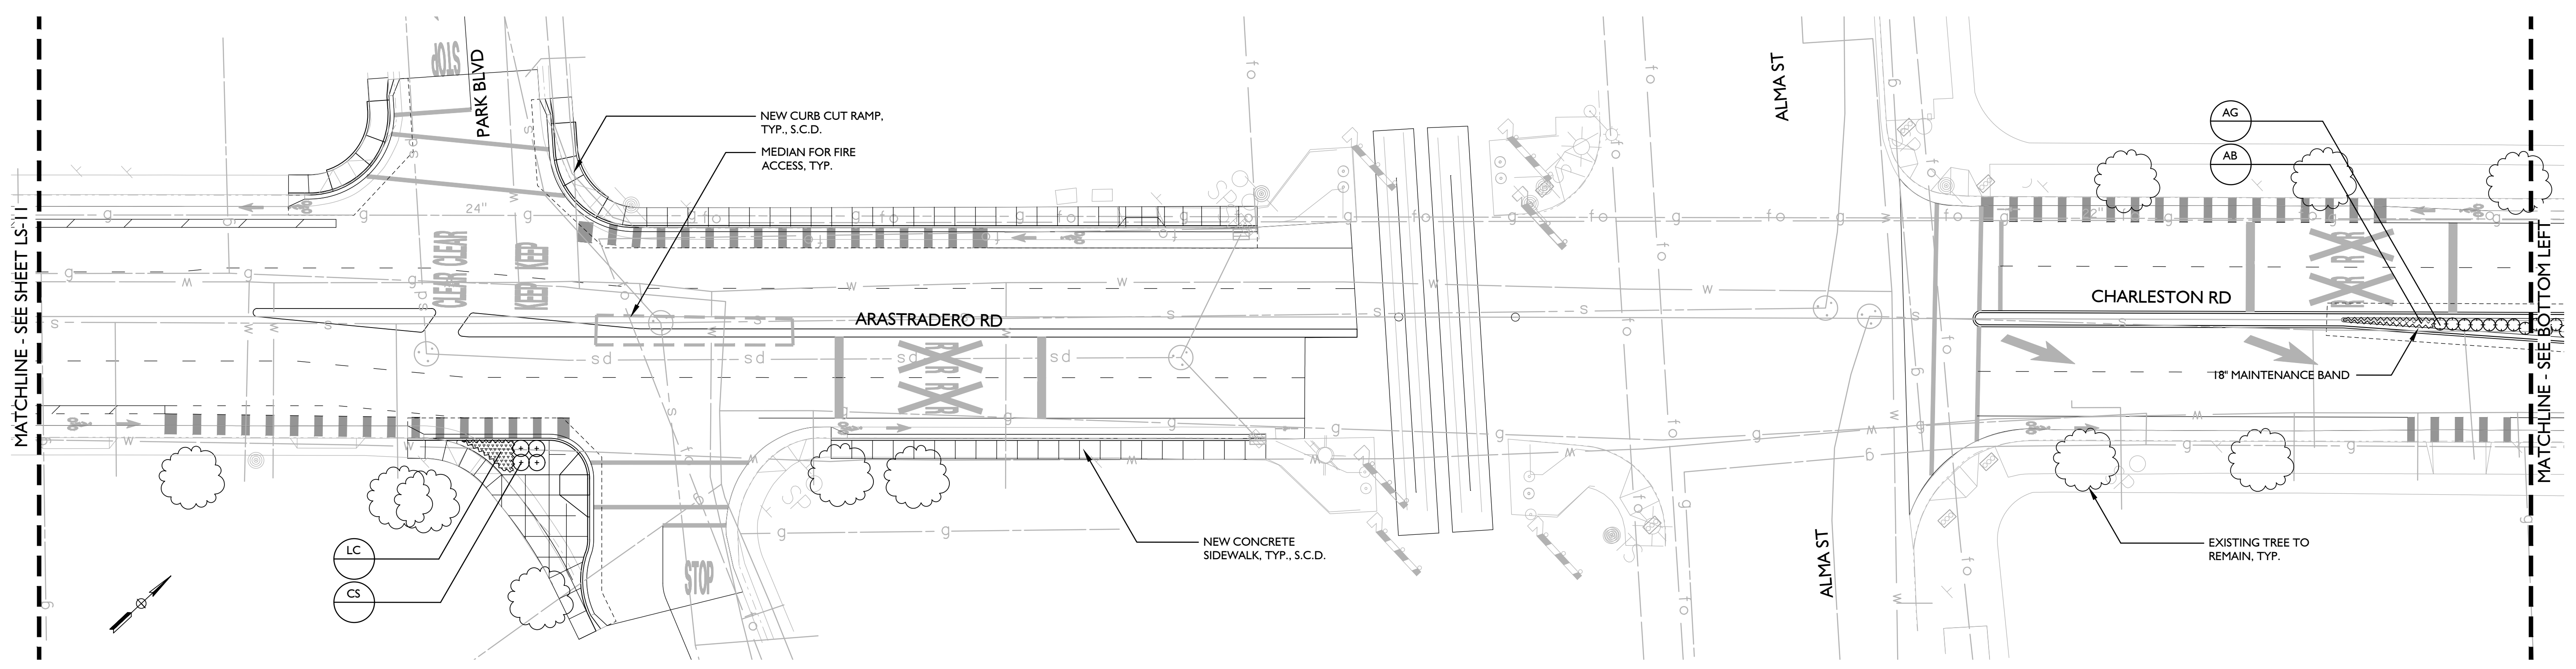 MATCHLINE - SEE SHEET LS-11
STOP
PARK BLVD
NEW CURB CUT RAMP,
TYP., S.C.D.
MEDIAN FOR FIRE
ACCESS, TYP.
24"
CLEAR CLEAR
KEEP KEEP
ARASTRADERO RD
RXR RXR
LC
CS
STOP
NEW CONCRETE
SIDEWALK, TYP., S.C.D.
ALMA ST
ALMA ST
AG
AB
22"
RXR RXR
CHARLESTON RD
18" MAINTENANCE BAND
EXISTING TREE TO
REMAIN, TYP.
MATCHLINE - SEE BOTTOM LEFT